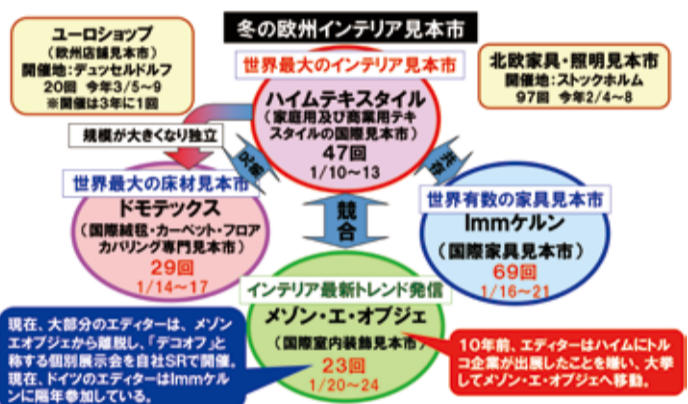 冬の欧州インテリア見本市
ユーロショップ
(欧州店舗見本市)
開催地:デュッセルドルフ
20回 今年3/5~9
※開催は3年に1回
世界最大のインテリア見本市
ハイムテキスタイル
(家庭用及び商業用テキ
スタイルの国際見本市)
47回
1/10~13
北欧家具・照明見本市
開催地:ストックホルム
97回 今年2/4~8
規模が大きくなり独立
共存
世界最大の床材見本市
ドモテックス
(国際絨毯・カーペット・フロア
カバリング専門見本市)
29回
1/14~17
競合
世界有数の家具見本市
Immケルン
(国際家具見本市)
69回
1/16~21
インテリア最新トレンド発信
メゾン・エ・オブジェ
(国際室内装飾見本市)
23回
1/20~24
現在、大部分のエディターは、メゾン
エオブジェから離脱し、「デコオフ」と
称する個別展示会を自社SRで開催。
現在、ドイツのエディターはImmケル
ンに隔年参加している。
10年前、エディターはハイムにトルコ
企業が出展したことを嫌い、大挙
してメゾン・エ・オブジェへ移動。